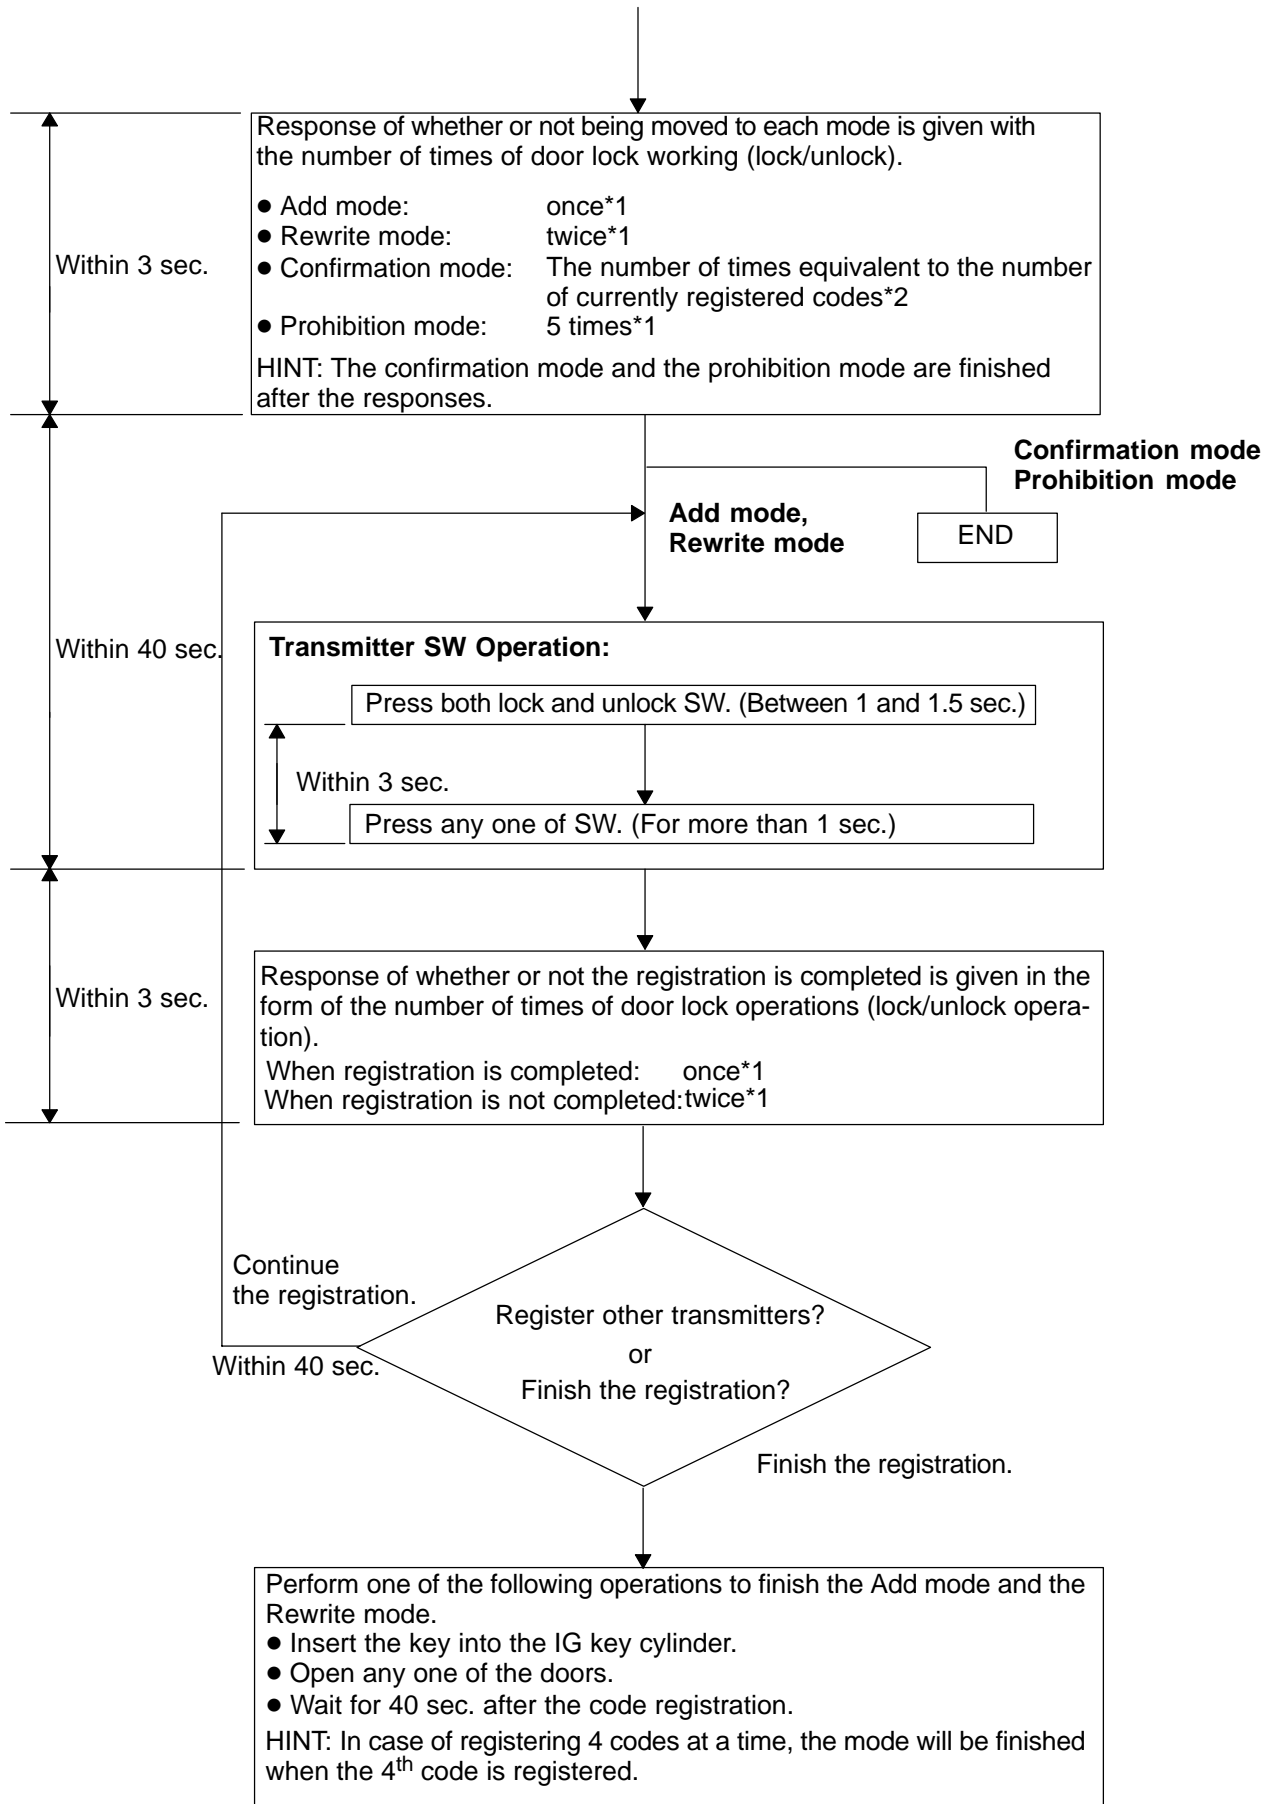 Response of whether or not being moved to each mode is given with
the number of times of door lock working (lock/unlock).
● Add mode: once*1
● Rewrite mode: twice*1
Within 3 sec.
● Confirmation mode: The number of times equivalent to the number
of currently registered codes*2
● Prohibition mode: 5 times*1
HINT: The confirmation mode and the prohibition mode are finished
after the responses.
Confirmation mode
Prohibition mode
Add mode,
Rewrite mode
END
Within 40 sec.
Transmitter SW Operation:
Press both lock and unlock SW. (Between 1 and 1.5 sec.)
Within 3 sec.
Press any one of SW. (For more than 1 sec.)
Within 3 sec.
Response of whether or not the registration is completed is given in the
form of the number of times of door lock operations (lock/unlock opera-
tion).
When registration is completed: once*1
When registration is not completed: twice*1
Continue
the registration.
Within 40 sec.
Register other transmitters?
or
Finish the registration?
Finish the registration.
Perform one of the following operations to finish the Add mode and the
Rewrite mode.
● Insert the key into the IG key cylinder.
● Open any one of the doors.
● Wait for 40 sec. after the code registration.
HINT: In case of registering 4 codes at a time, the mode will be finished
when the 4th code is registered.